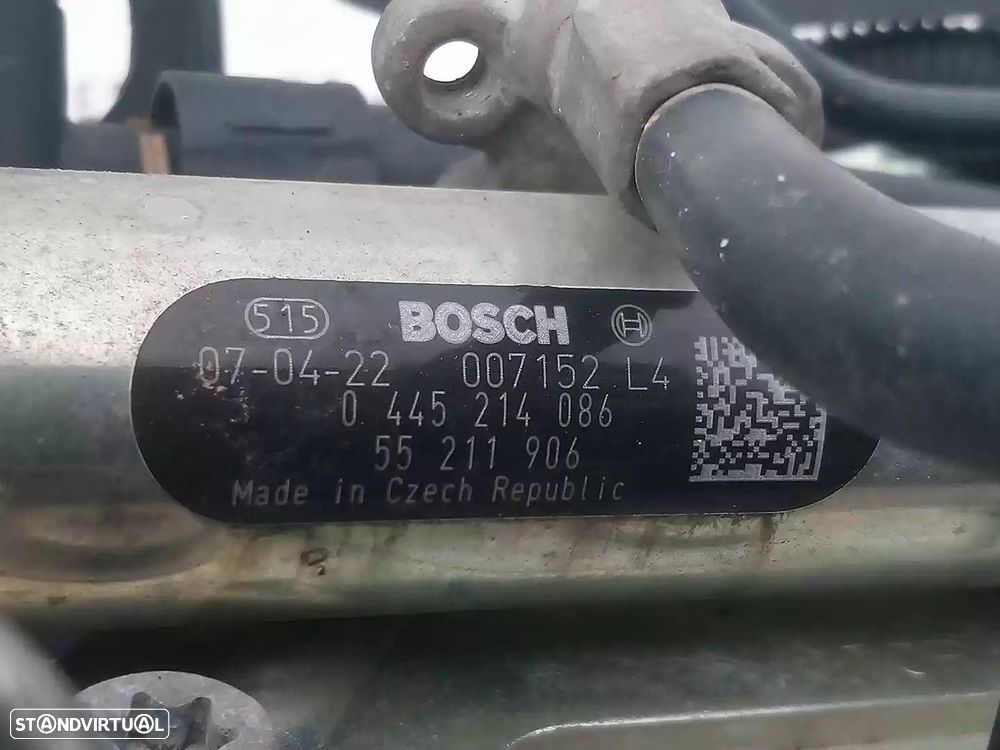 515 BOSCH
07-04-22 007152 L4
0 445 214 086
55 211 906
Made in Czech Republic
STANDVIRTUAL